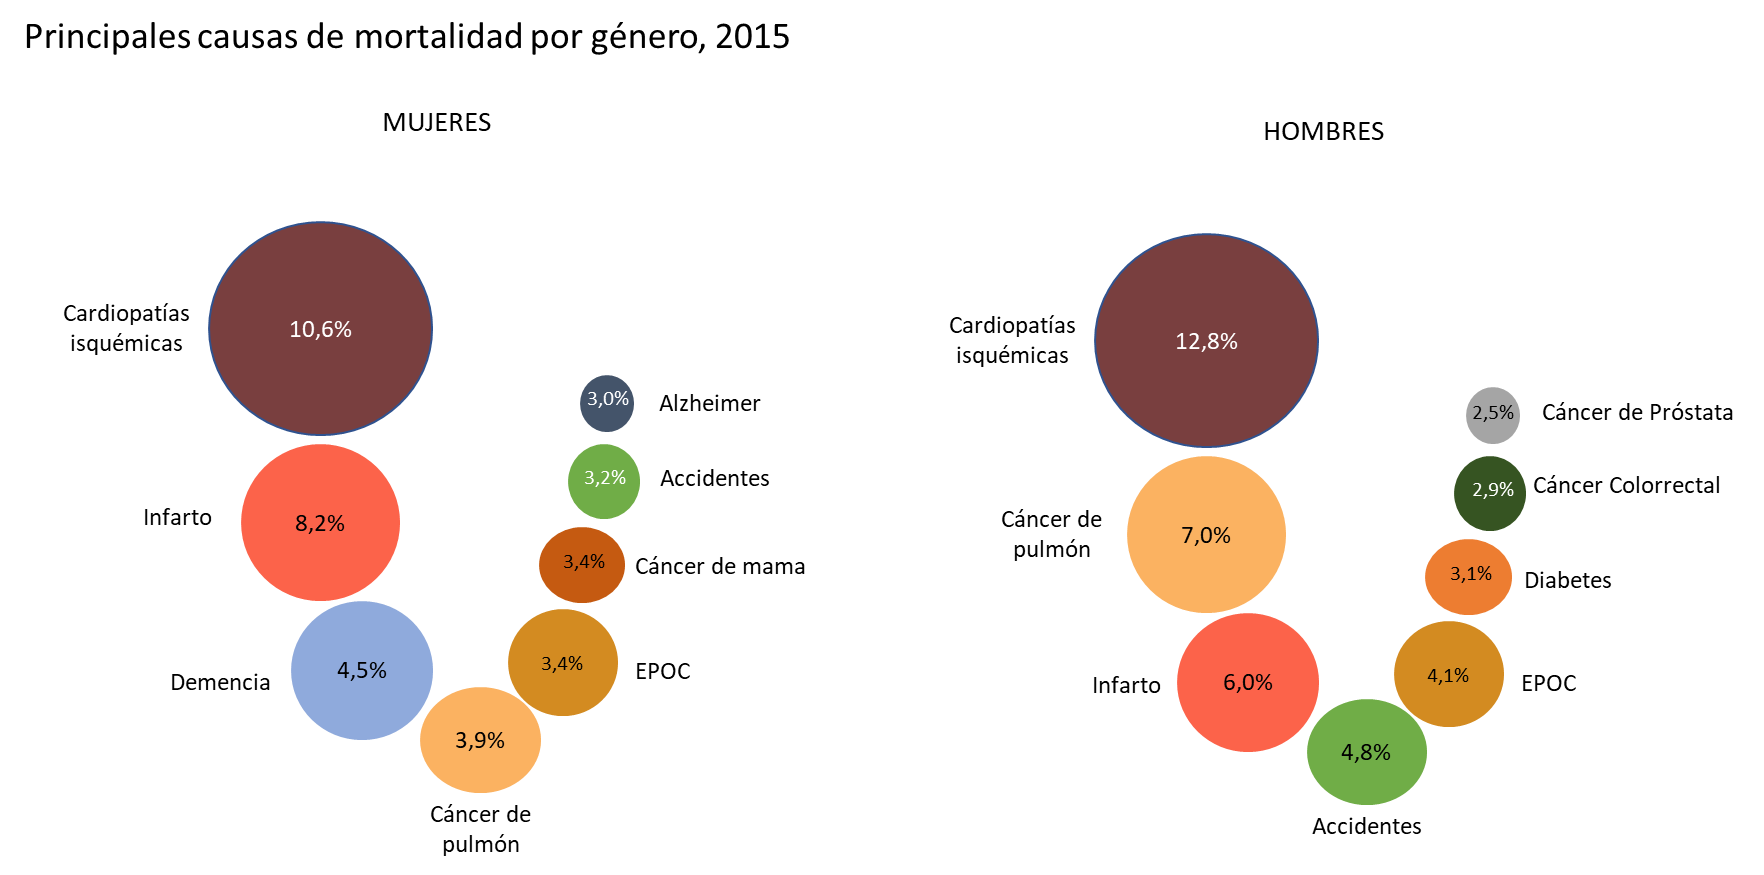 Principales causas de mortalidad por género, 2015
MUJERES
Cardiopatías
isquémicas
10,6%
Infarto
8,2%
Demencia
4,5%
3,9%
Cáncer de
pulmón
3,4%
EPOC
3,4%
Cáncer de mama
3,2%
Accidentes
3,0%
Alzheimer
HOMBRES
Cardiopatías
isquémicas
12,8%
Cáncer de
pulmón
7,0%
Infarto
6,0%
4,8%
Accidentes
4,1%
EPOC
3,1%
Diabetes
2,9%
Cáncer Colorrectal
2,5%
Cáncer de Próstata